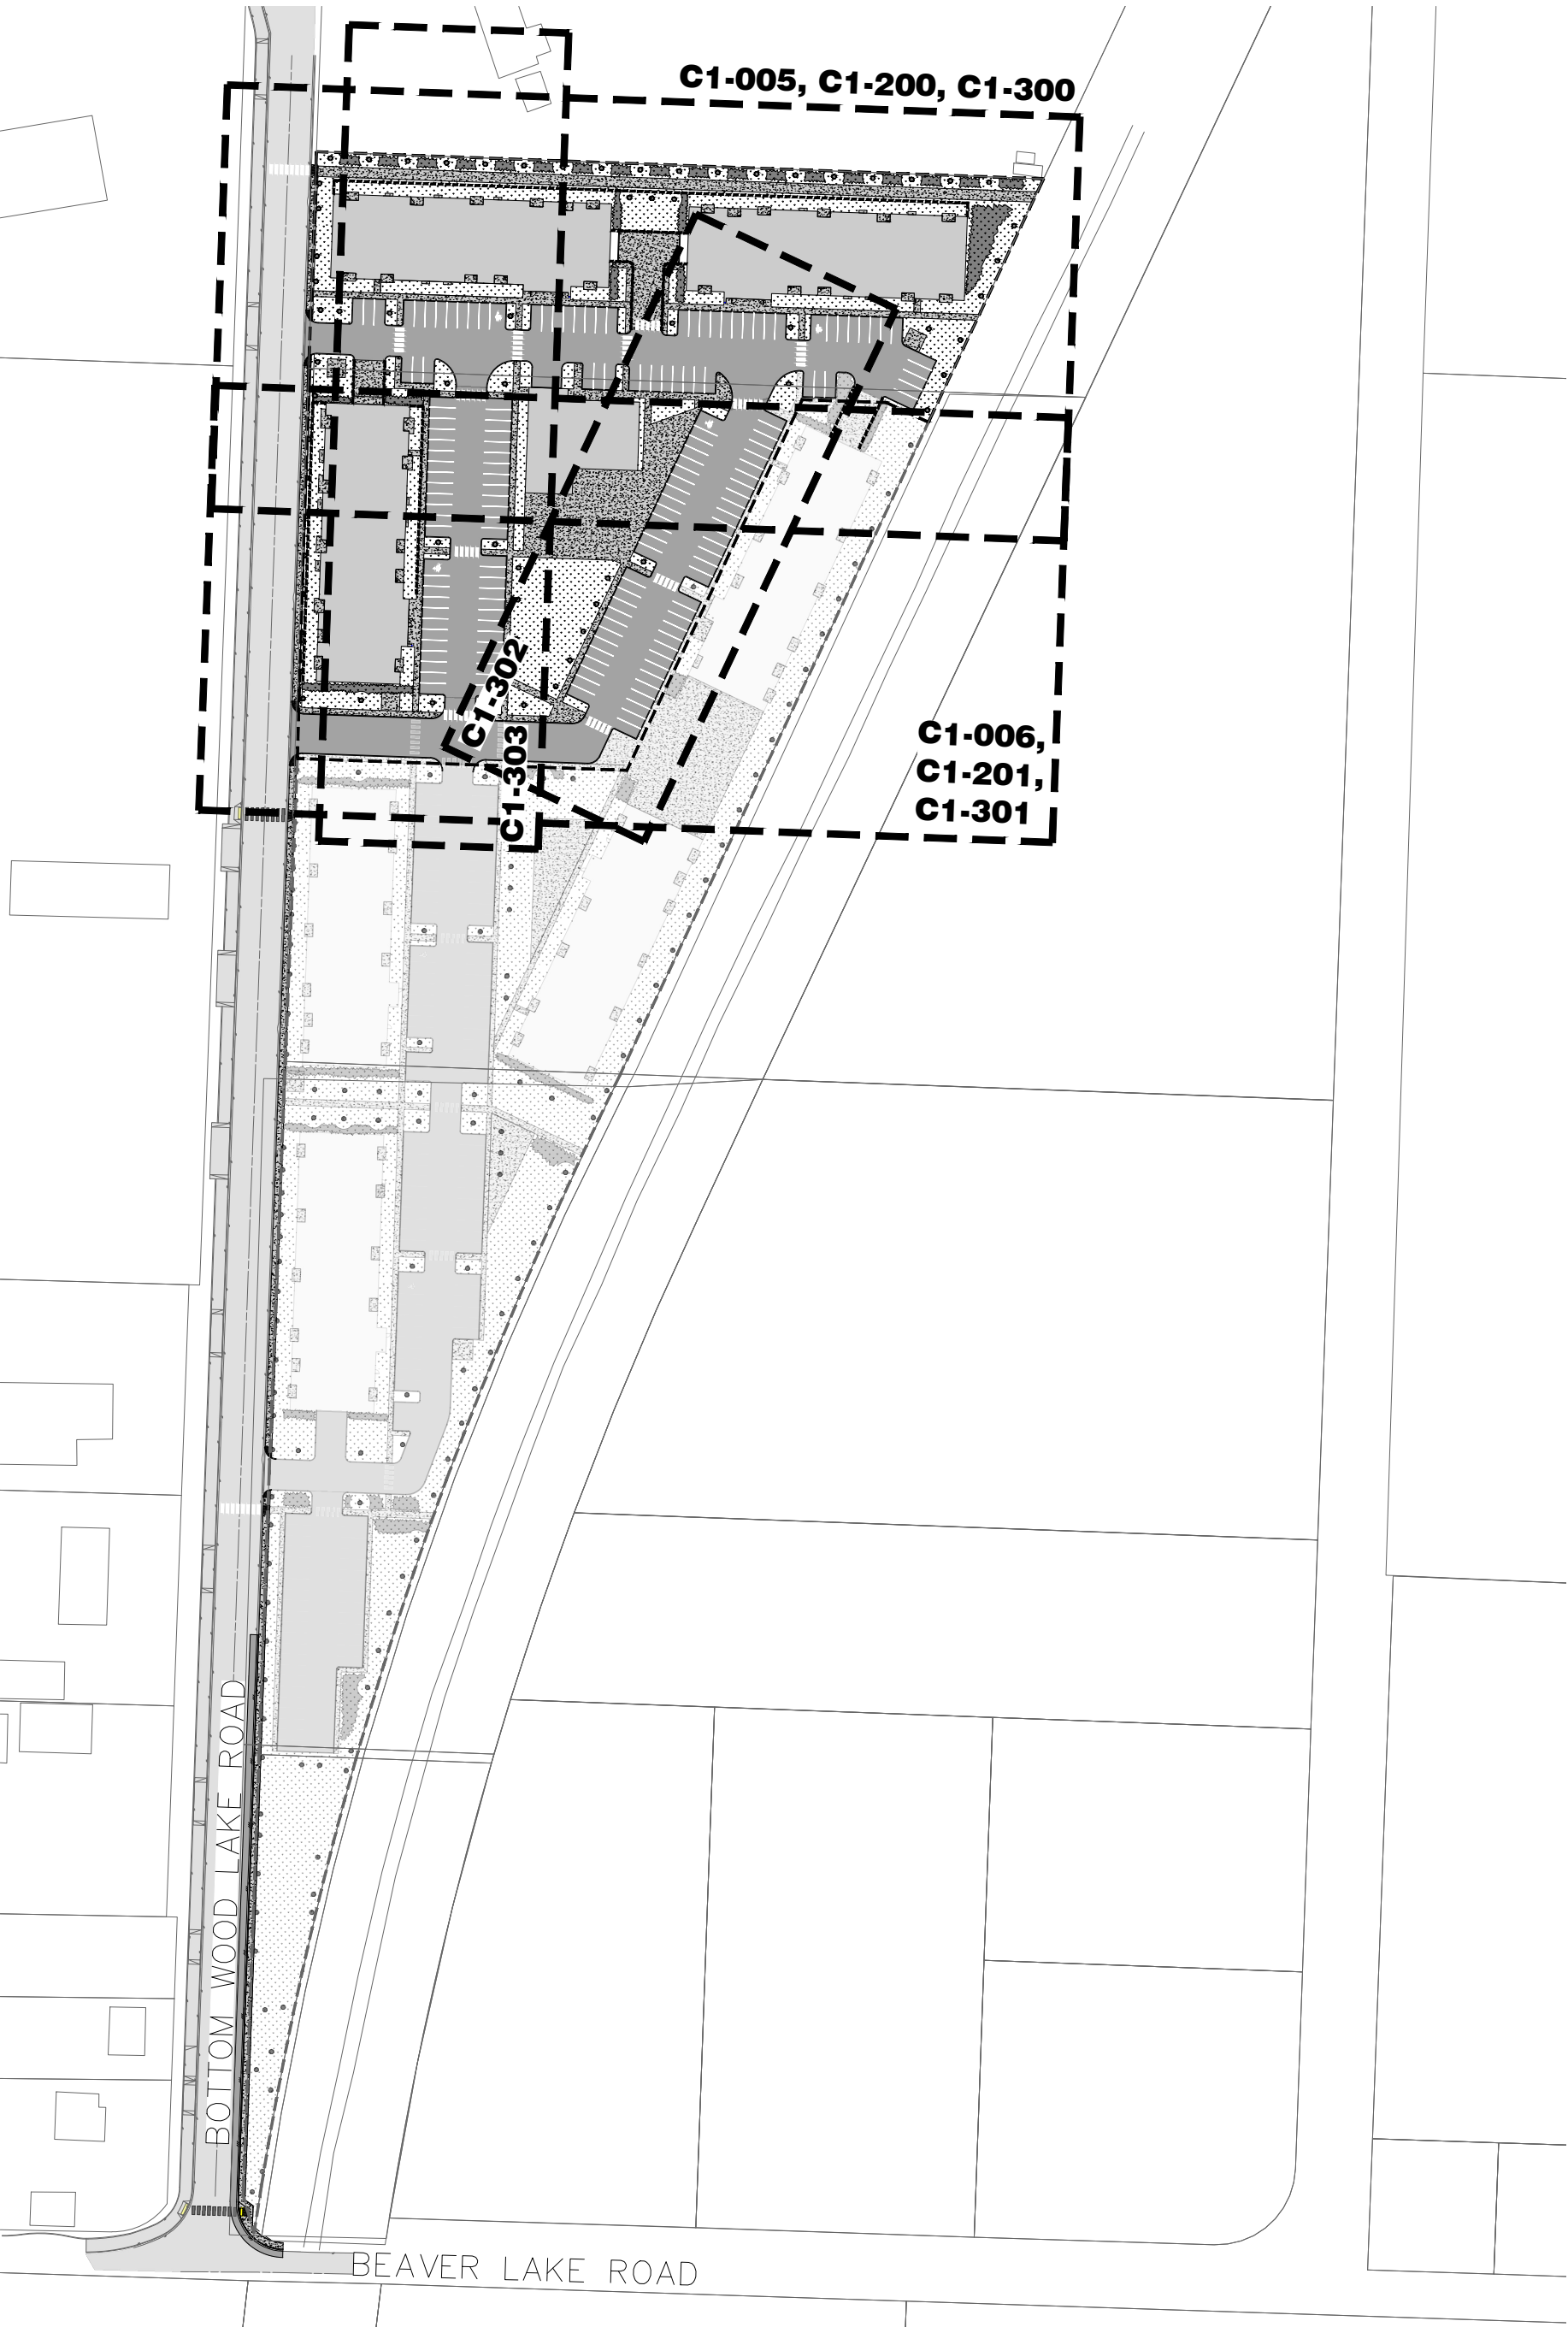 C1-005, C1-200, C1-300
C1-302
C1-303
C1-006,
C1-201,
C1-301
BOTTOM WOOD LAKE ROAD
BEAVER LAKE ROAD